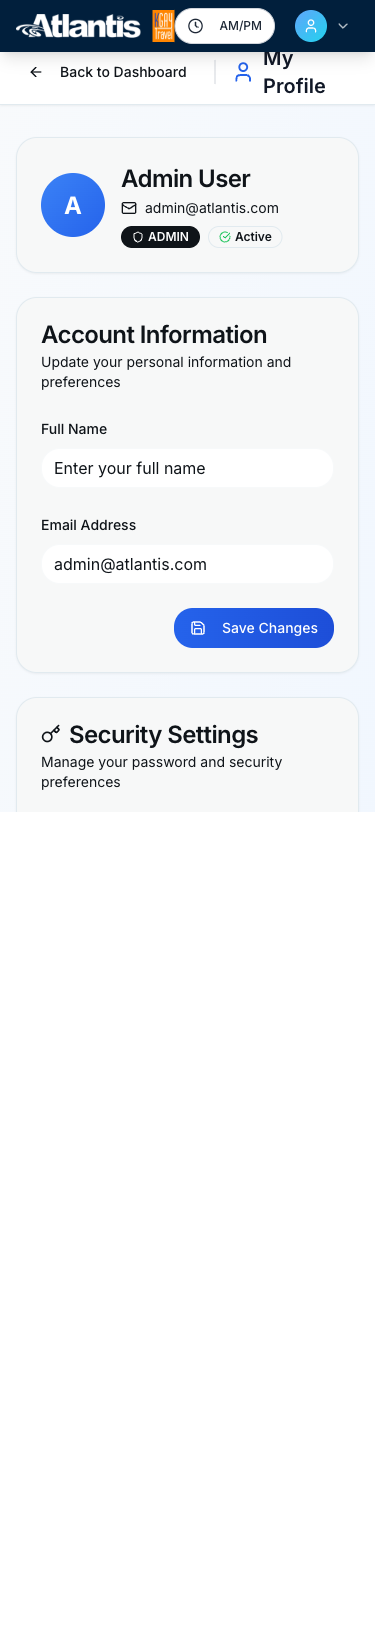 Atlantis
AM/PM
Back to Dashboard
My
Profile
A
Admin User
admin@atlantis.com
ADMIN
Active
Account Information
Update your personal information and
preferences
Full Name
Enter your full name
Email Address
admin@atlantis.com
Save Changes
Security Settings
Manage your password and security
preferences